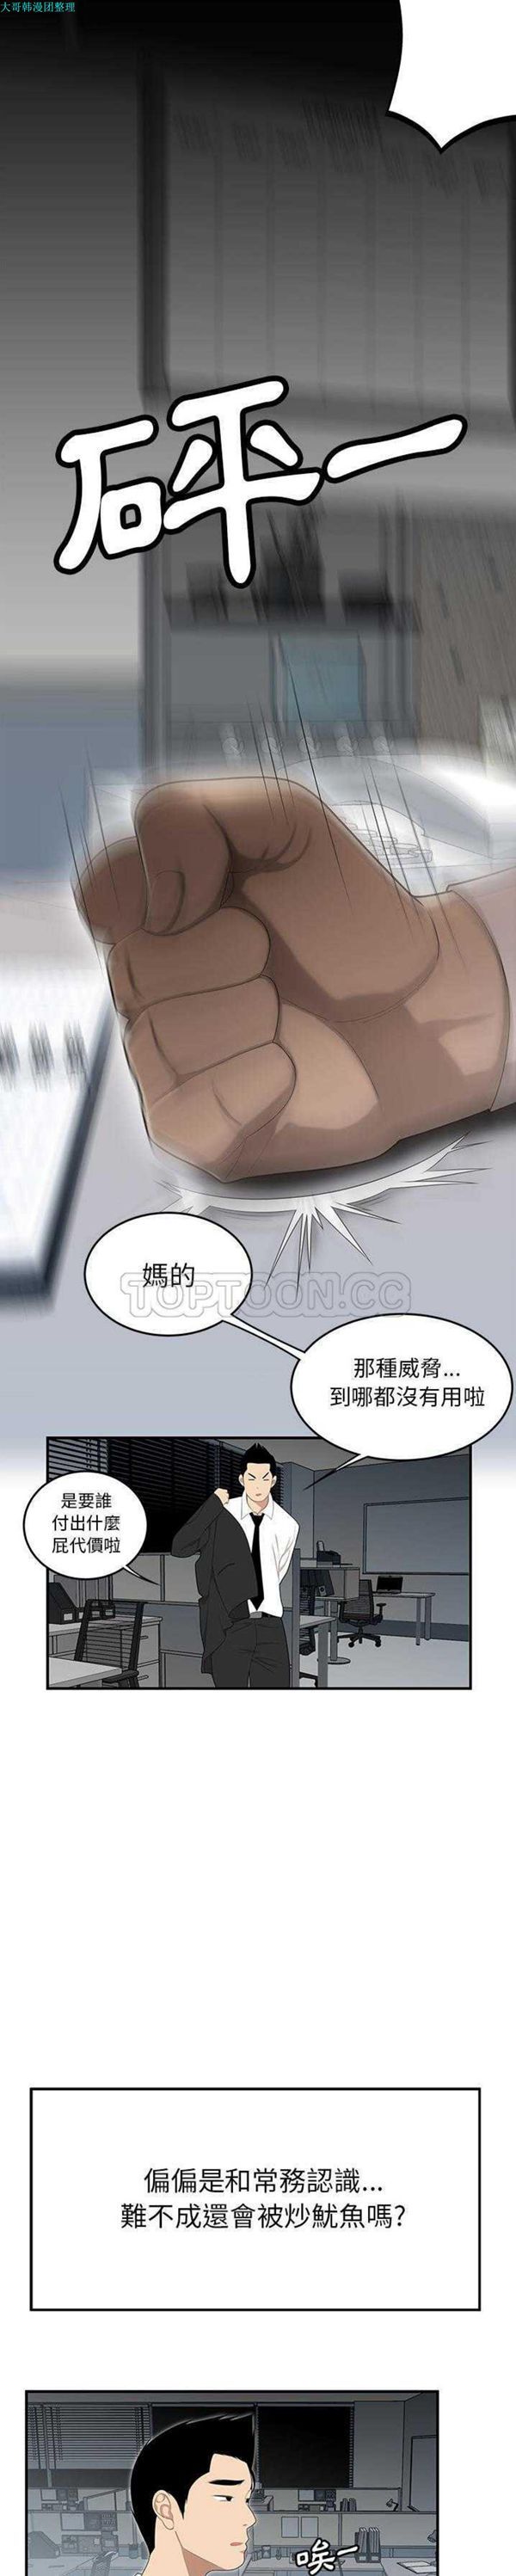 大哥韩漫团整理
砰一
媽的
TOPTOON.CC
那種威脅...
到哪都沒有用啦
是要誰
付出什麼
屁代價啦
偏偏是和常務認識...
難不成還會被炒魷魚嗎?
唉一